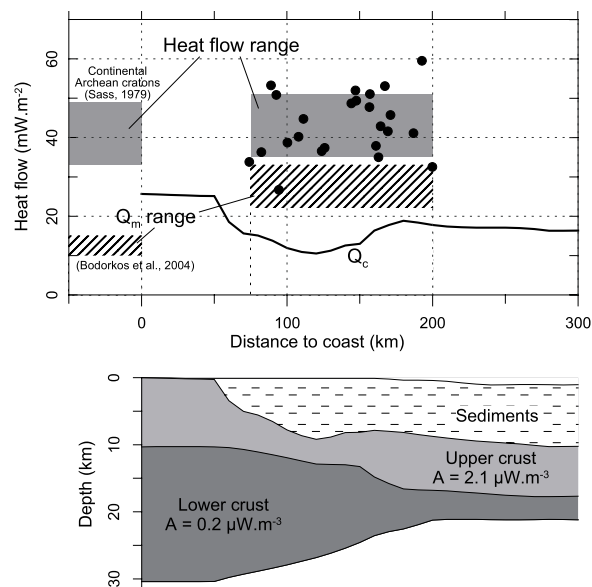 Heat flow range
Continental
Archean cratons
(Sass, 1979)
Heat flow (mW.m-2)
60
40
20
0
Qm range
(Bodorkos et al., 2004)
Qc
0
100
200
300
Distance to coast (km)
0
10
20
30
Depth (km)
Sediments
Upper crust
A = 2.1 µW.m-3
Lower crust
A = 0.2 µW.m-3